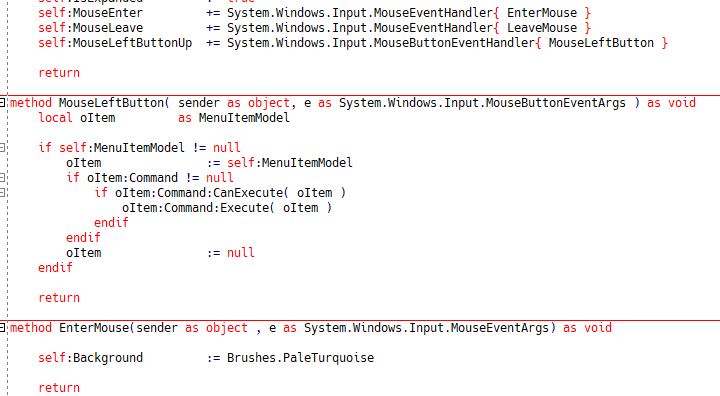 self:MouseEnter         += System.Windows.Input.MouseEventHandler{ EnterMouse }
self:MouseLeave         += System.Windows.Input.MouseEventHandler{ LeaveMouse }
self:MouseLeftButtonUp  += System.Windows.Input.MouseButtonEventHandler{ MouseLeftButton }
return
method MouseLeftButton( sender as object, e as System.Windows.Input.MouseButtonEventArgs ) as void
local oItem         as MenuItemModel
if self:MenuItemModel != null
oItem               := self:MenuItemModel
if oItem:Command != null
if oItem:Command:CanExecute( oItem )
oItem:Command:Execute( oItem )
endif
endif
oItem               := null
endif
return
method EnterMouse(sender as object , e as System.Windows.Input.MouseEventArgs) as void
self:Background         := Brushes.PaleTurquoise
return